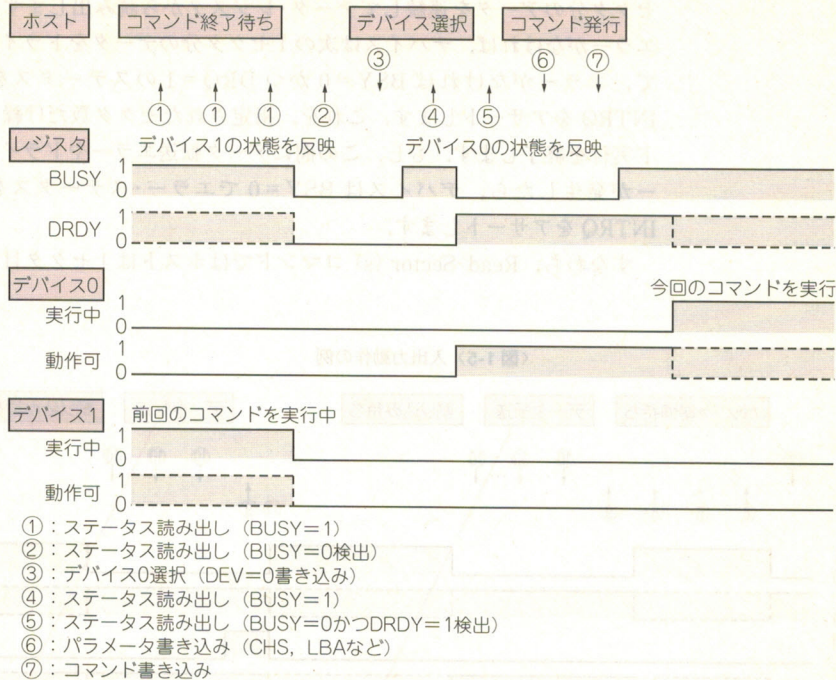 ホスト コマンド終了待ち デバイス選択 コマンド発行
③ ⑥ ⑦
① ① ① ② ④ ⑤
レジスタ デバイス1の状態を反映 デバイス0の状態を反映
BUSY 1
0
DRDY 1
0
デバイス0 今回のコマンドを実行
実行中 1
0
動作可 1
0
デバイス1 前回のコマンドを実行中
実行中 1
0
動作可 1
0
①：ステータス読み出し（BUSY＝1）
②：ステータス読み出し（BUSY＝0検出）
③：デバイス0選択（DEV＝0書き込み）
④：ステータス読み出し（BUSY＝1）
⑤：ステータス読み出し（BUSY＝0かつDRDY＝1検出）
⑥：パラメータ書き込み（CHS，LBAなど）
⑦：コマンド書き込み